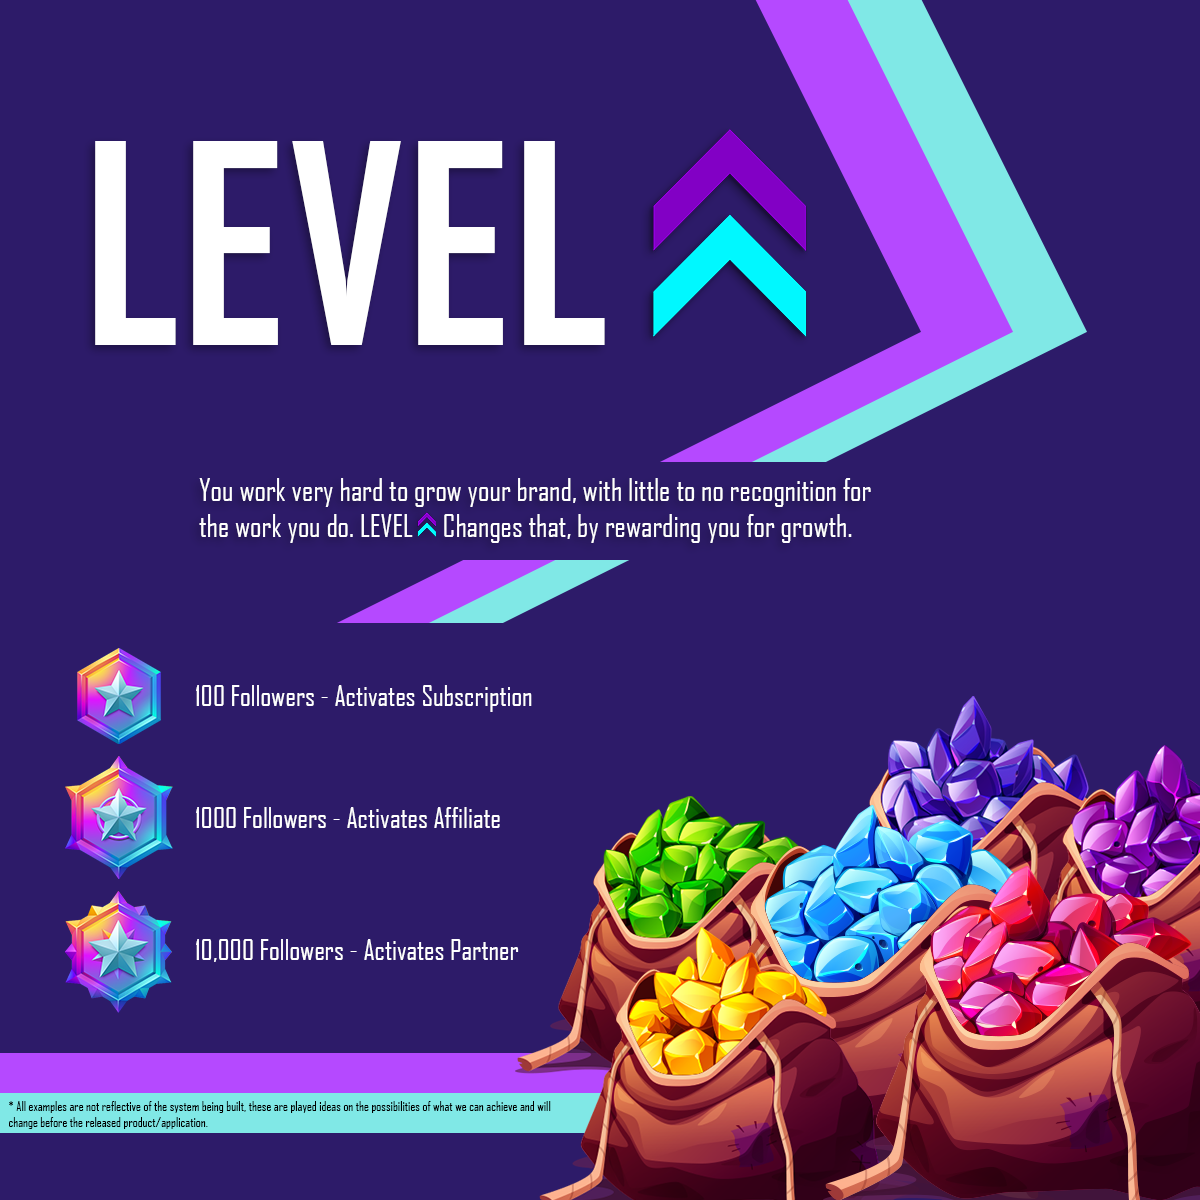 LEVEL
You work very hard to grow your brand, with little to no recognition for
the work you do. LEVEL Changes that, by rewarding you for growth.
100 Followers - Activates Subscription
1000 Followers - Activates Affiliate
10,000 Followers - Activates Partner
* All examples are not reflective of the system being built, these are played ideas on the possibilities of what we can achieve and will
change before the released product/application.